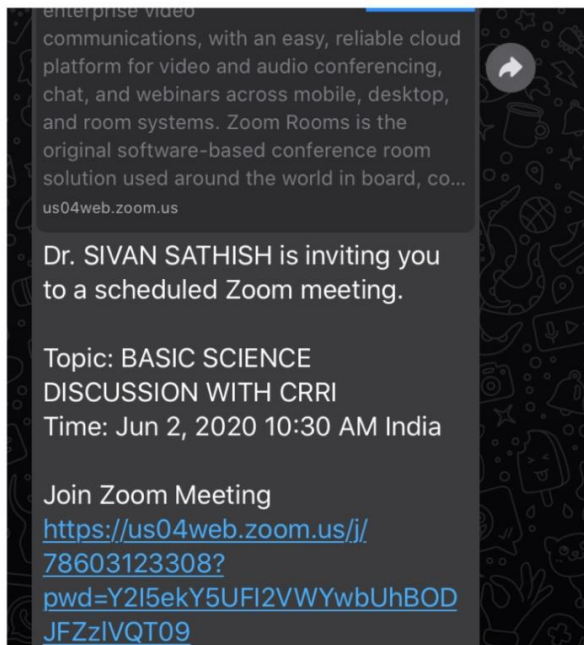 enterprise video
communications, with an easy, reliable cloud
platform for video and audio conferencing,
chat, and webinars across mobile, desktop,
and room systems. Zoom Rooms is the
original software-based conference room
solution used around the world in board, co...
us04web.zoom.us
Dr. SIVAN SATHISH is inviting you
to a scheduled Zoom meeting.
Topic: BASIC SCIENCE
DISCUSSION WITH CRRI
Time: Jun 2, 2020 10:30 AM India
Join Zoom Meeting
https://us04web.zoom.us/j/
78603123308?
pwd=Y2I5ekY5UFI2VWYwbUhBOD
JFZzlVQT09